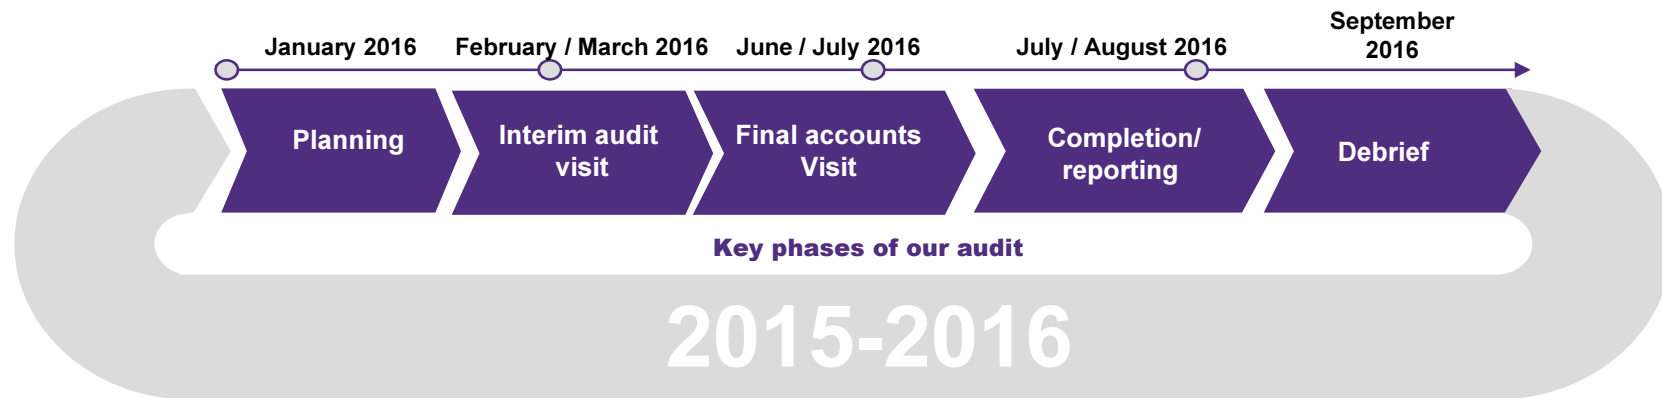 January 2016
February / March 2016
June / July 2016
July / August 2016
September
2016
Planning
Interim audit
visit
Final accounts
Visit
Completion/
reporting
Debrief
Key phases of our audit
2015-2016